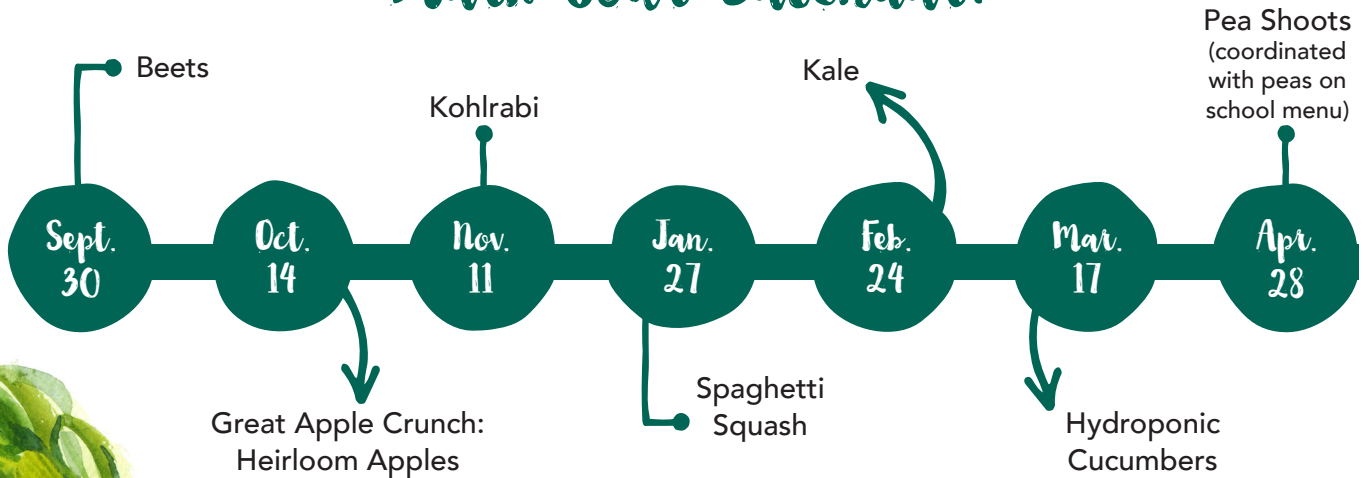 Pea Shoots
(coordinated
with peas on
school menu)
Beets
Kale
Kohlrabi
Sept.
30
Oct.
14
Nov.
11
Jan.
27
Feb.
24
Mar.
17
Apr.
28
Spaghetti
Squash
Great Apple Crunch:
Heirloom Apples
Hydroponic
Cucumbers